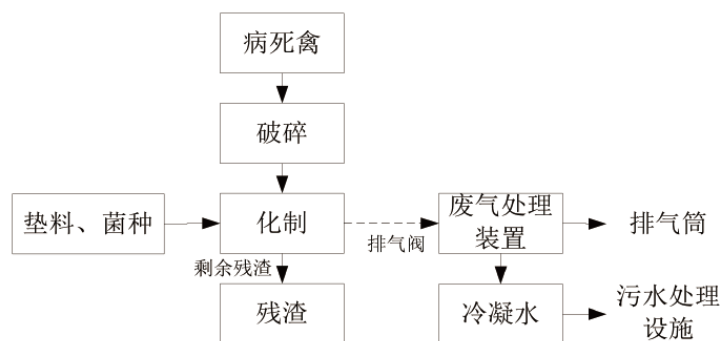 病死禽
破碎
垫料、菌种
化制
排气阀
废气处理
装置
排气筒
剩余残渣
残渣
冷凝水
污水处理
设施